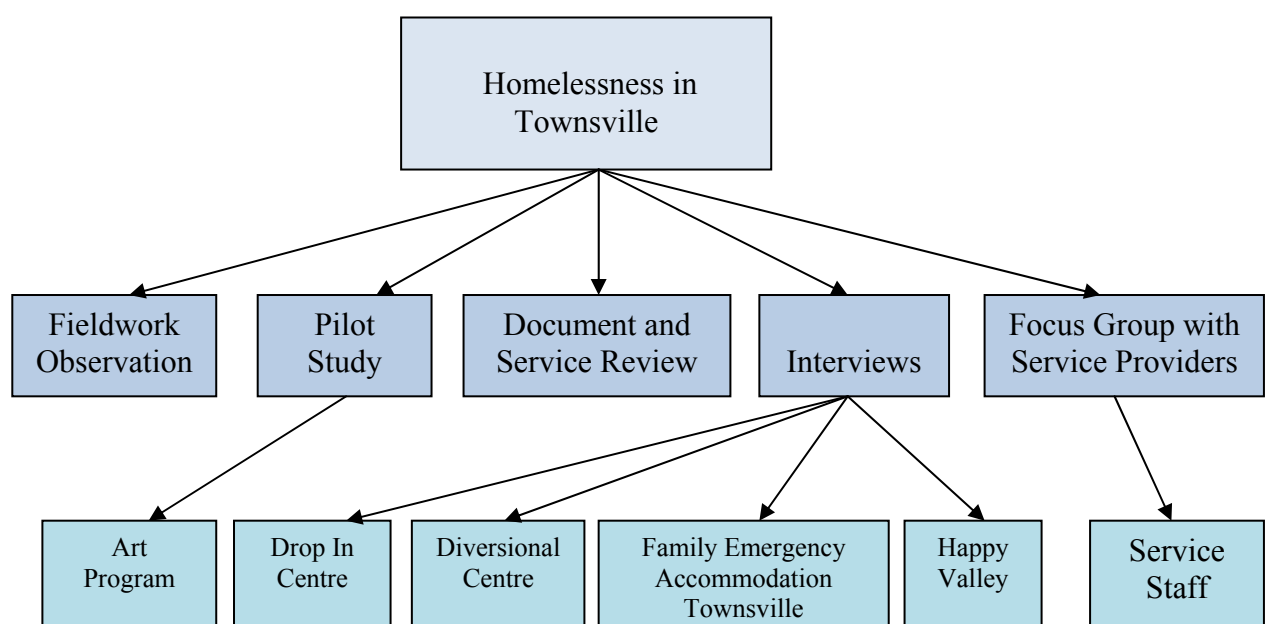 Homelessness in
Townsville
Fieldwork
Observation
Pilot
Study
Document and
Service Review
Interviews
Focus Group with
Service Providers
Art
Program
Drop In
Centre
Diversional
Centre
Family Emergency
Accommodation
Townsville
Happy
Valley
Service
Staff